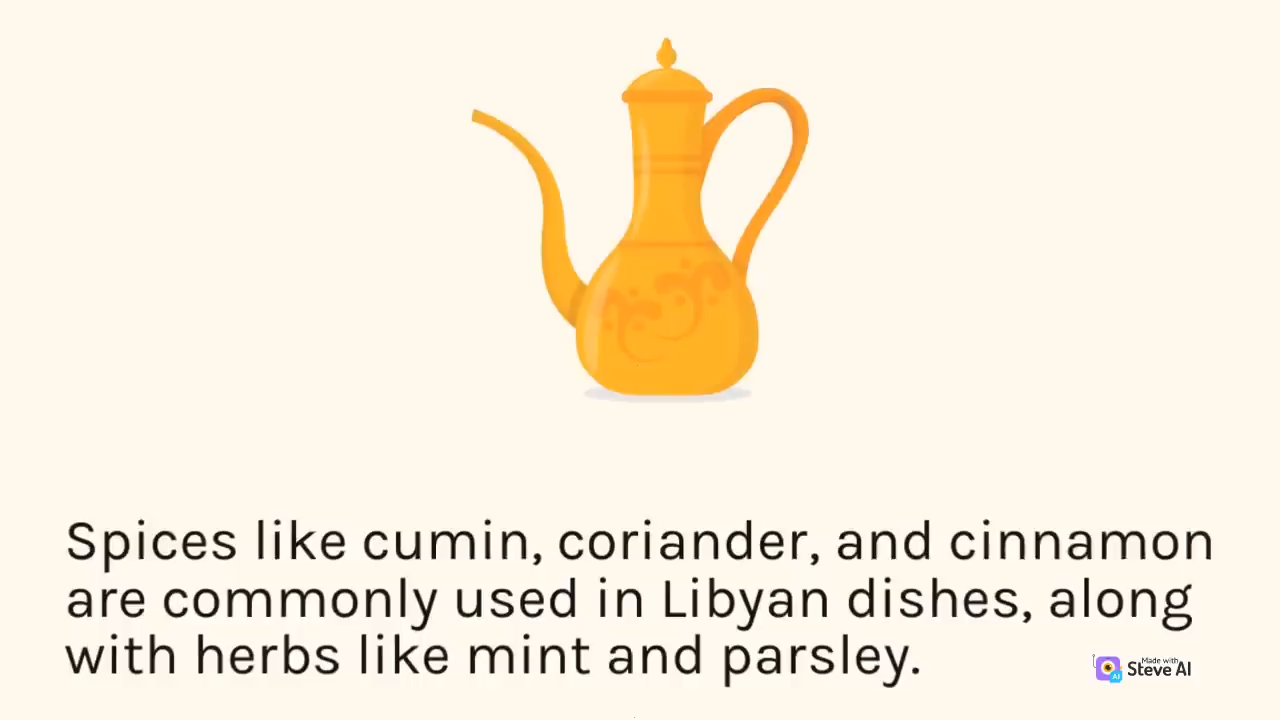 Spices like cumin, coriander, and cinnamon
are commonly used in Libyan dishes, along
with herbs like mint and parsley.
Made with
Steve AI
AI